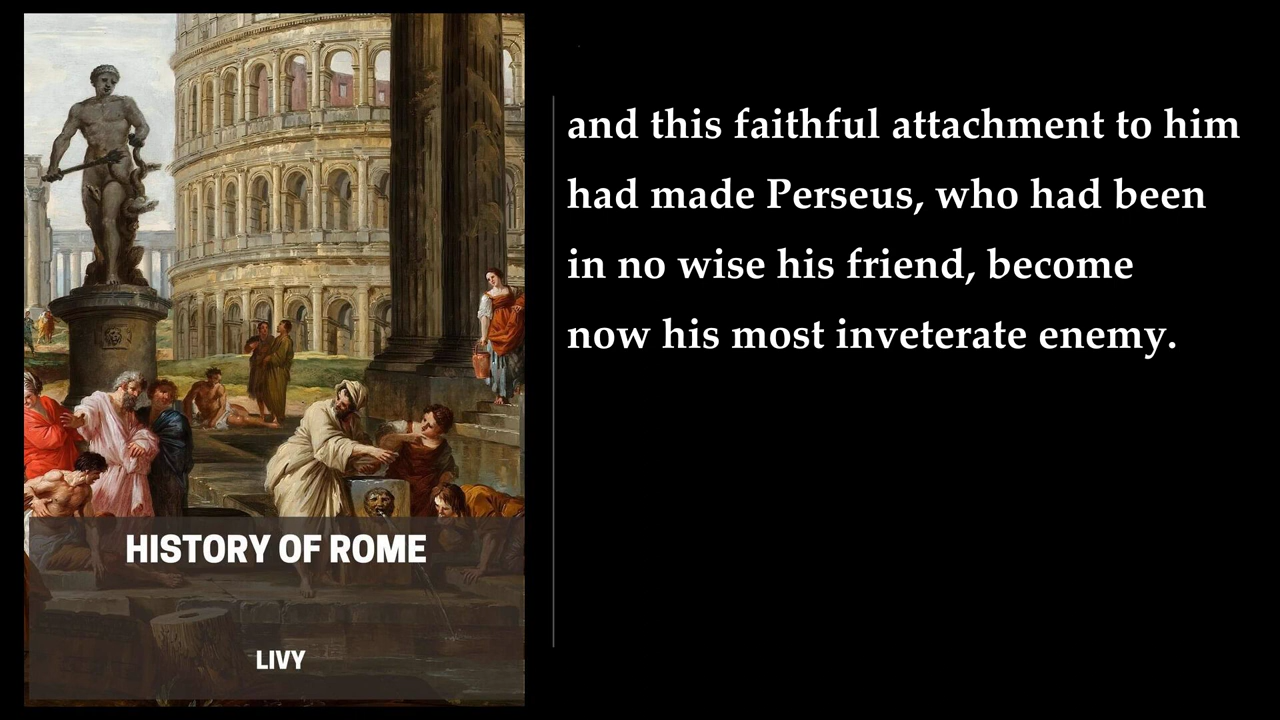 and this faithful attachment to him
had made Perseus, who had been
in no wise his friend, become
now his most inveterate enemy.
HISTORY OF ROME
LIVY